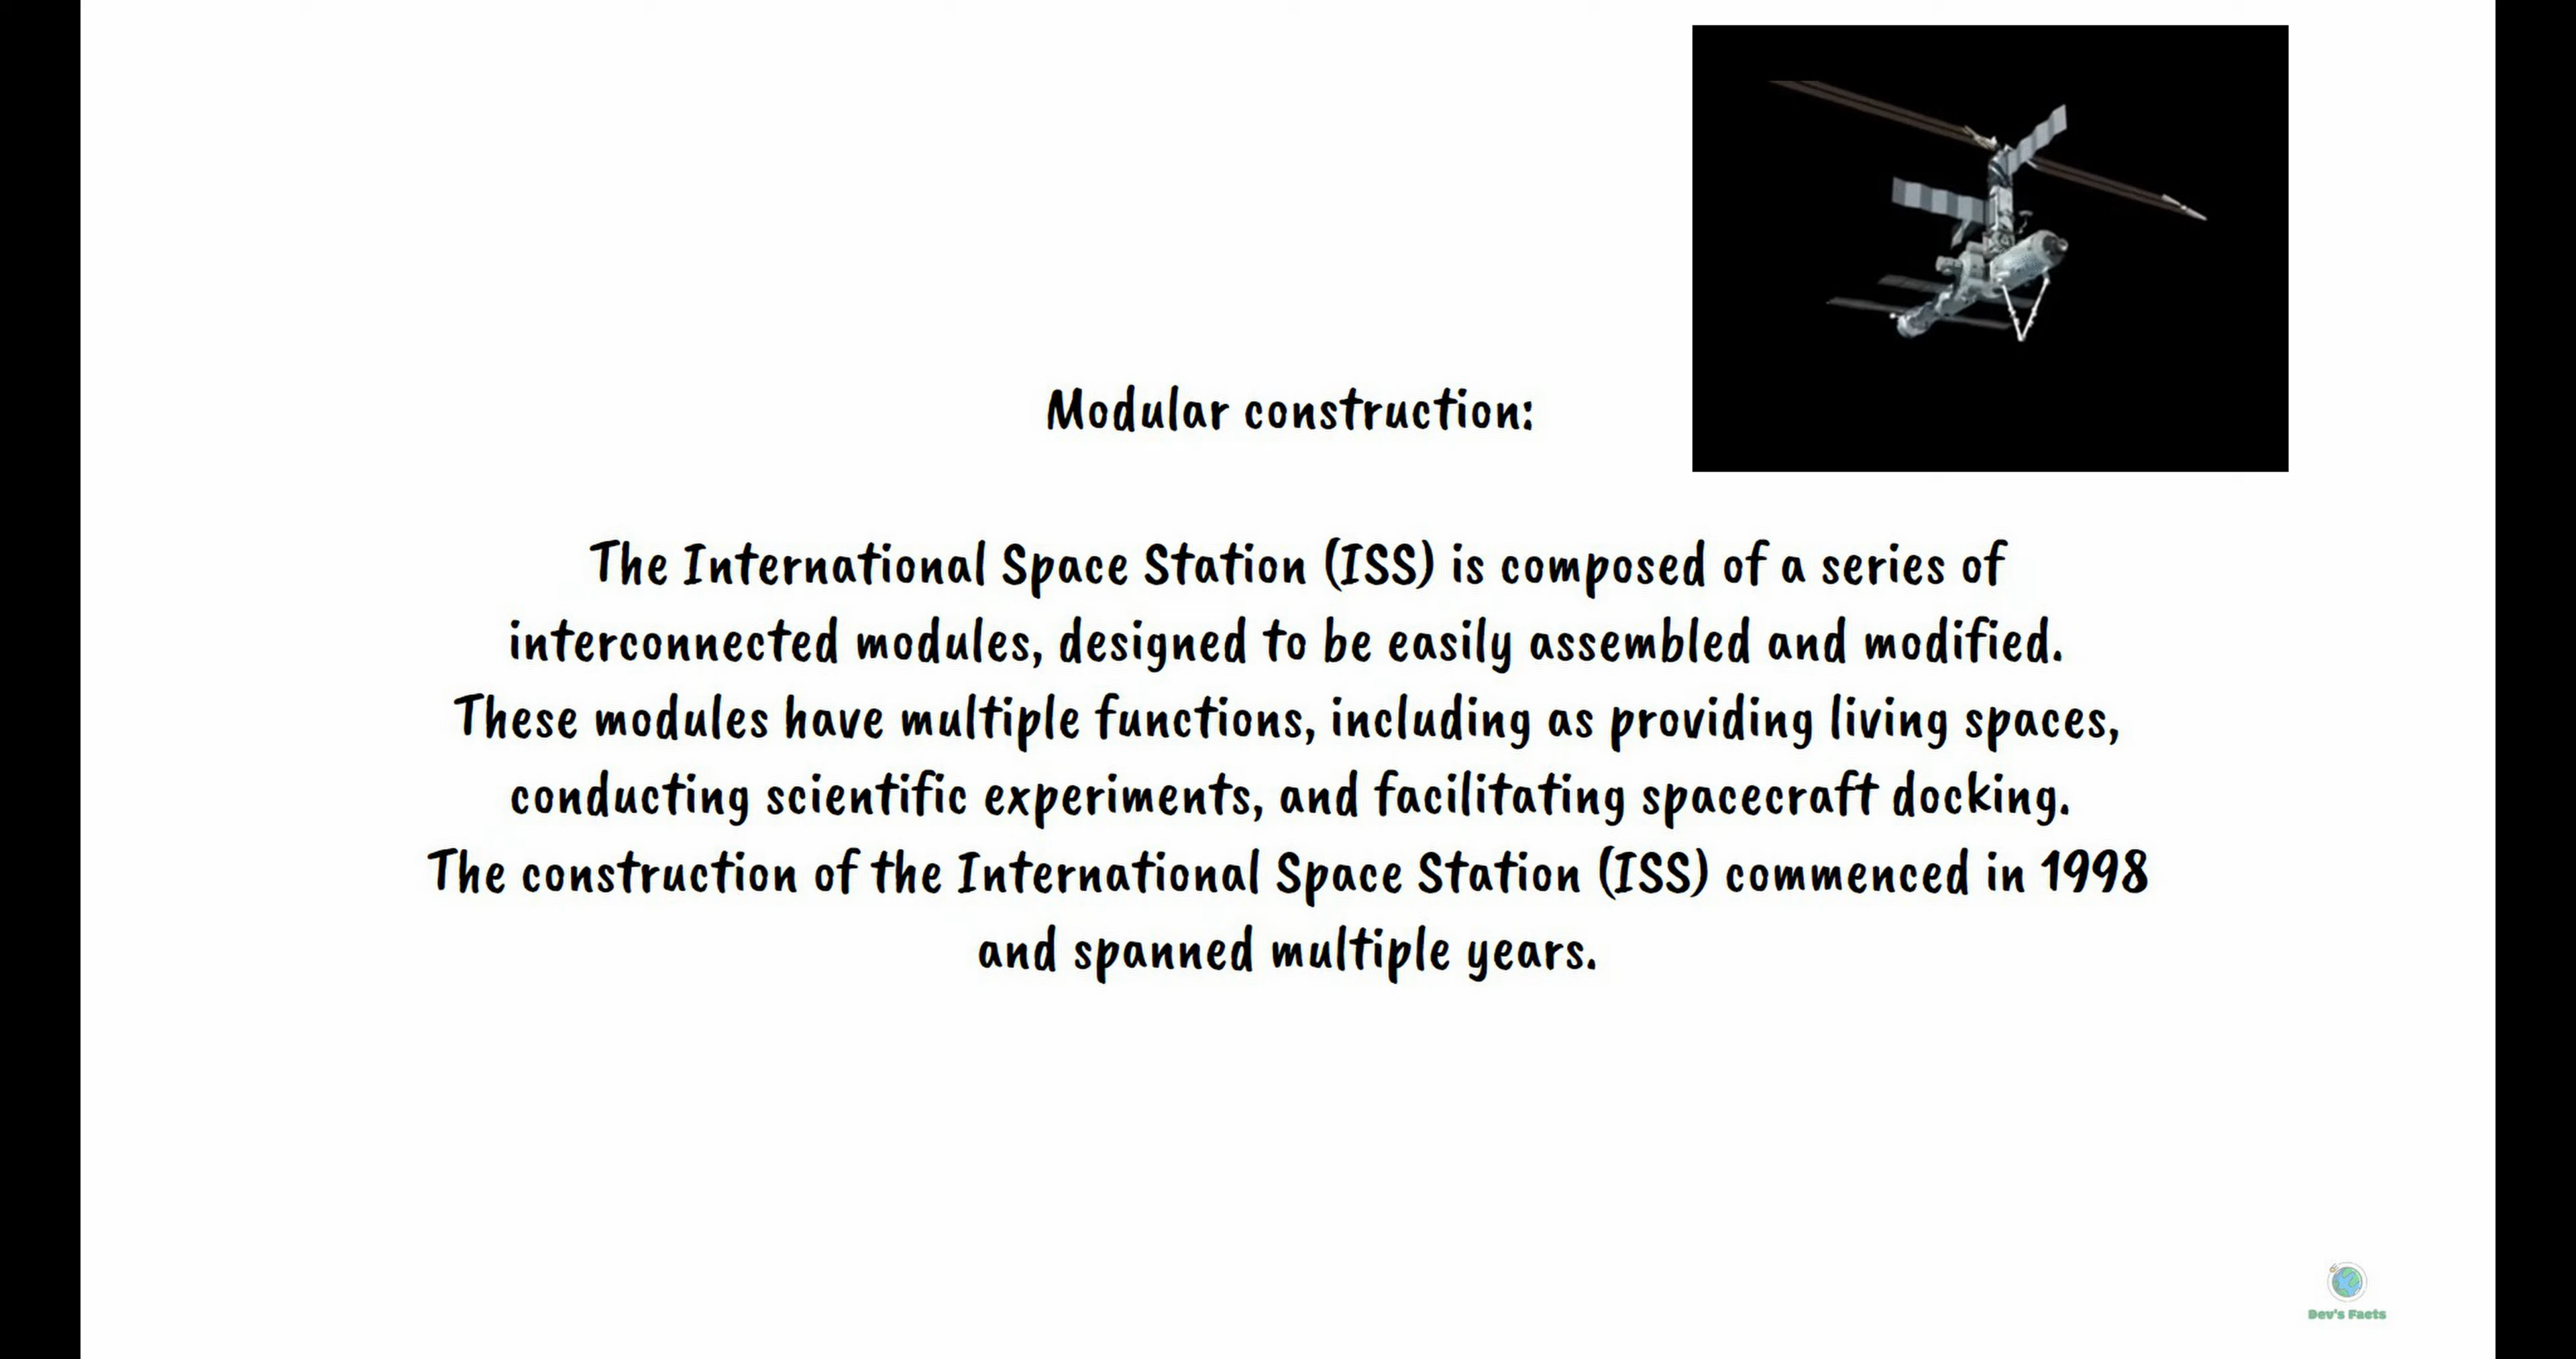 Modular construction:
The International Space Station (ISS) is composed of a series of
interconnected modules, designed to be easily assembled and modified.
These modules have multiple functions, including as providing living spaces,
conducting scientific experiments, and facilitating spacecraft docking.
The construction of the International Space Station (ISS) commenced in 1998
and spanned multiple years.
Dev's Facts